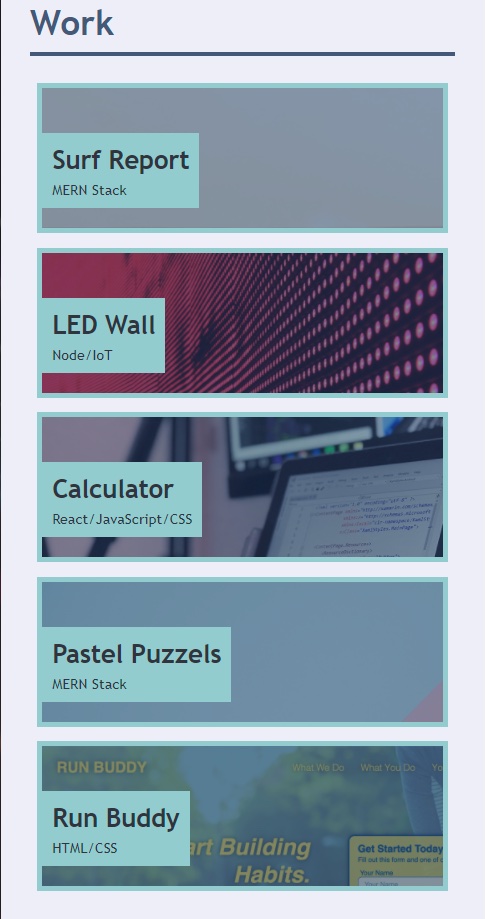 Work
Surf Report
MERN Stack
LED Wall
Node/IoT
Calculator
React/JavaScript/CSS
Pastel Puzzels
MERN Stack
RUN BUDDY
What We Do What You Do
Run Buddy
HTML/CSS
Building
Habits.
Get Started Today
Fill out this form and one of
Your Name
Your Name